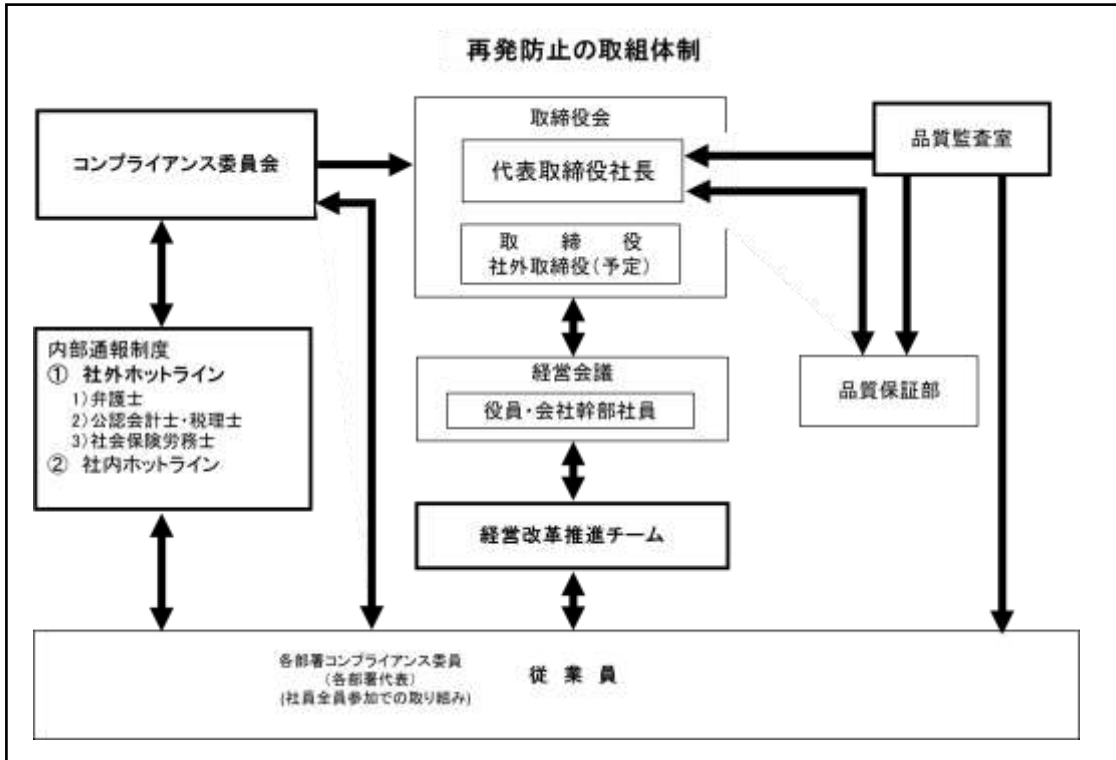 再発防止の取組体制
コンプライアンス委員会
取締役会
代表取締役社長
取　締　役
社外取締役(予定)
品質監査室
内部通報制度
① 社外ホットライン
1)弁護士
2)公認会計士・税理士
3)社会保険労務士
② 社内ホットライン
経営会議
役員・会社幹部社員
品質保証部
経営改革推進チーム
各部署コンプライアンス委員
(各部署代表)
(社員全員参加での取り組み)
従　業　員